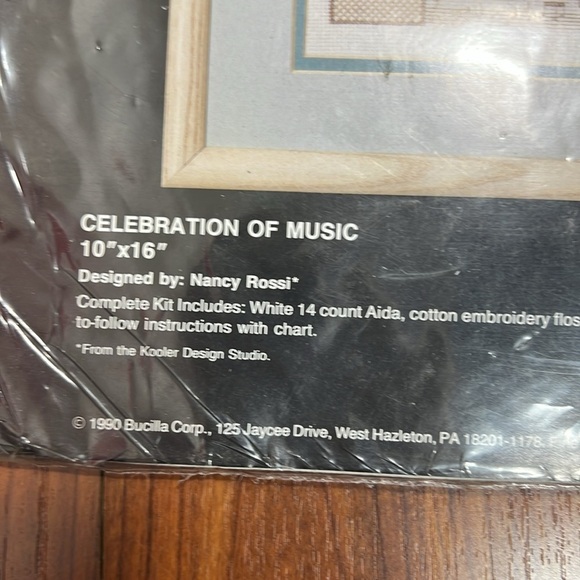 CELEBRATION OF MUSIC
10"x16"
Designed by: Nancy Rossi*
Complete Kit Includes: White 14 count Aida, cotton embroidery flos
to-follow instructions with chart.
*From the Kooler Design Studio.
© 1990 Bucilla Corp., 125 Jaycee Drive, West Hazleton, PA 18201-1178.